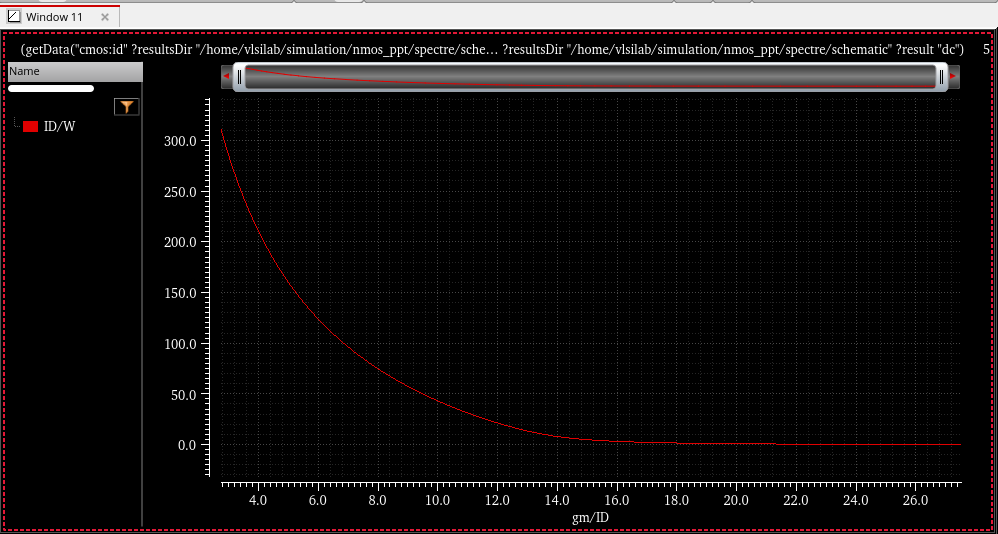 Window 11
(getData("cmos:id" ?resultsDir "/home/vlsilab/simulation/nmos_ppt/spectre/sche... ?resultsDir "/home/vlsilab/simulation/nmos_ppt/spectre/schematic" ?result "dc") 5
Name
ID/W
300.0
250.0
200.0
150.0
100.0
50.0
0.0
4.0 6.0 8.0 10.0 12.0 14.0 16.0 18.0 20.0 22.0 24.0 26.0
gm/ID